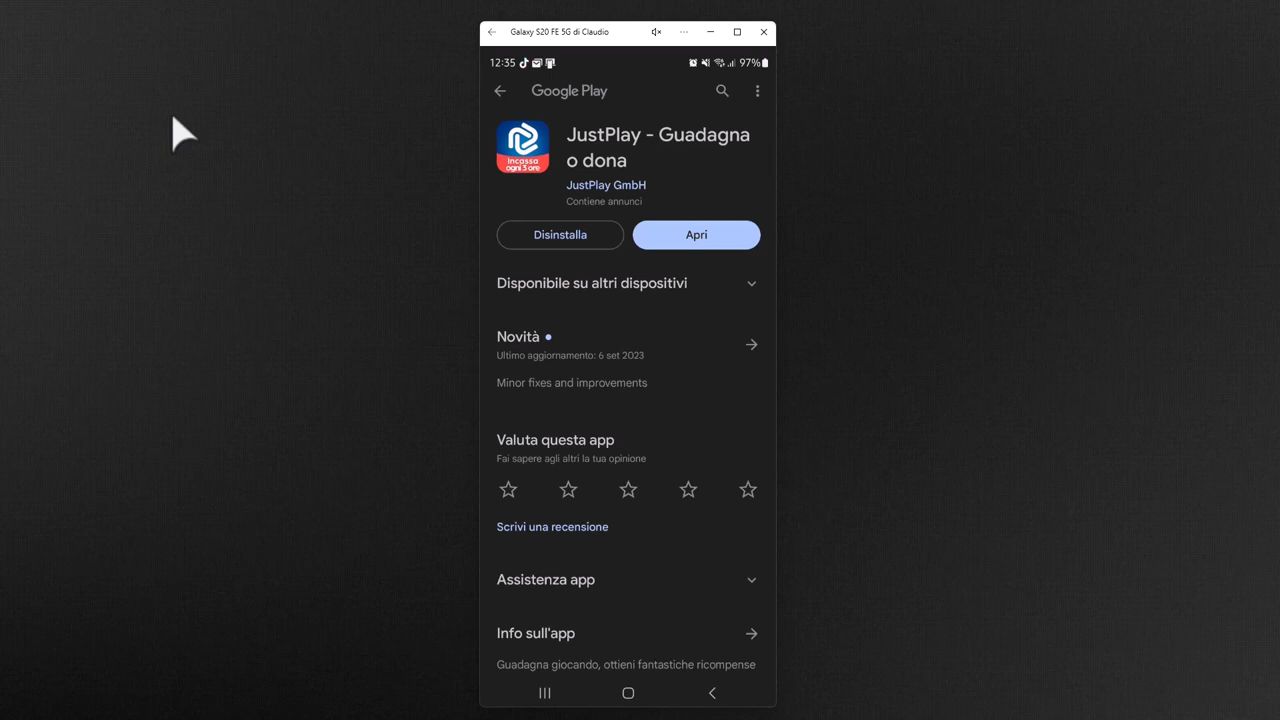 Galaxy S20 FE 5G di Claudio
12:35
97%
Google Play
JustPlay - Guadagna
o dona
Incassa
ogni 3 ore
JustPlay GmbH
Contiene annunci
Disinstalla
Apri
Disponibile su altri dispositivi
Novità
Ultimo aggiornamento: 6 set 2023
Minor fixes and improvements
Valuta questa app
Fai sapere agli altri la tua opinione
Scrivi una recensione
Assistenza app
Info sull'app
Guadagna giocando, ottieni fantastiche ricompense